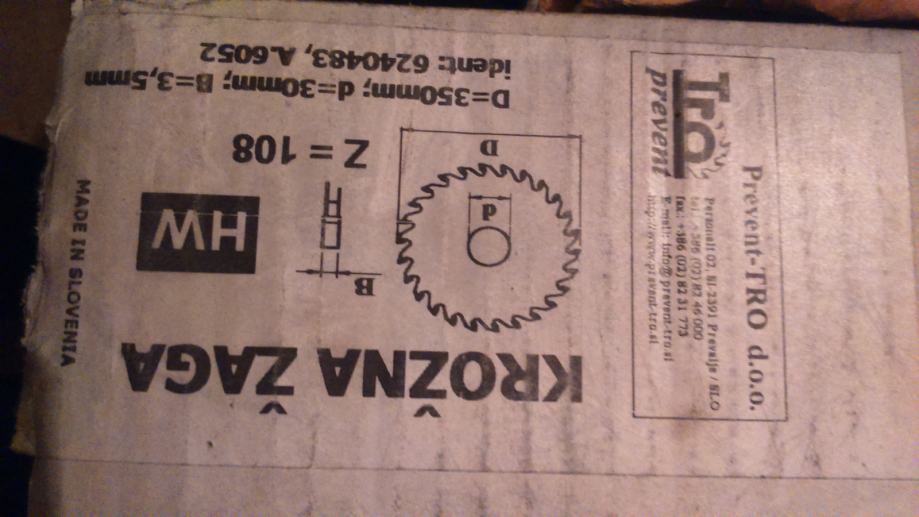 KROŽNA ŽAGA
B
HW
D
d
Z = 108
D=350mm; d=30mm; B=3,5mm
ident: 6240483, A.6052
MADE IN SLOVENIA
Tro
prevent
Prevent-TRO d.o.o.
Perzonali 02, SI-2391 Prevalje / SLO
tel.: +386 (02) 82 46 000
fax: +386 (02) 82 31 773
E-mail: info@prevent-tro.si
http://www.prevent-tro.si